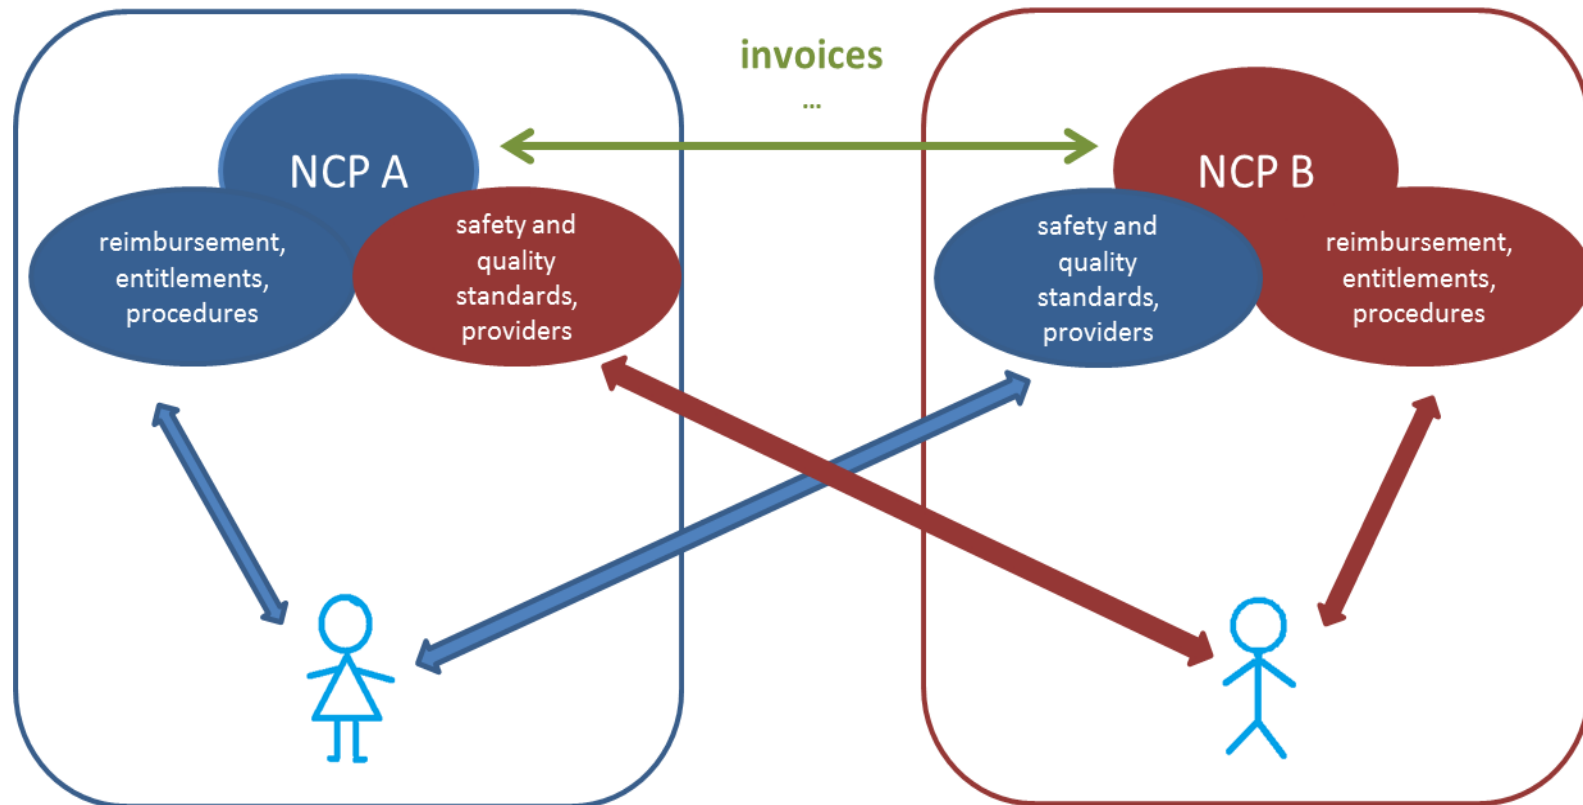 invoices
...
NCP A
reimbursement,
entitlements,
procedures
safety and
quality
standards,
providers
NCP B
safety and
quality
standards,
providers
reimbursement,
entitlements,
procedures